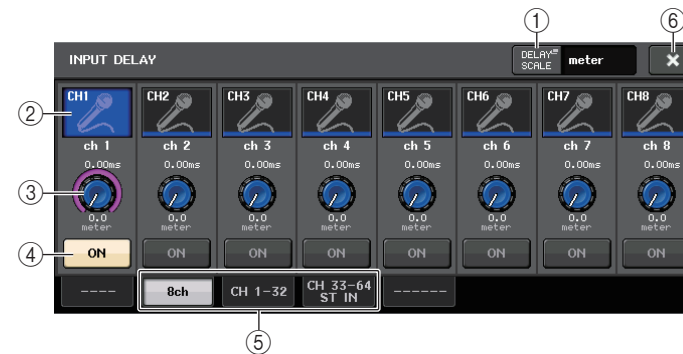 ① ⑥
INPUT DELAY DELAY SCALE meter ×
② CH1 CH2 CH3 CH4 CH5 CH6 CH7 CH8
ch 1 ch 2 ch 3 ch 4 ch 5 ch 6 ch 7 ch 8
0.00ms 0.00ms 0.00ms 0.00ms 0.00ms 0.00ms 0.00ms 0.00ms
③
0.0 0.0 0.0 0.0 0.0 0.0 0.0 0.0
meter meter meter meter meter meter meter meter
④ ON ON ON ON ON ON ON ON
---- 8ch CH 1-32 CH 33-64 ST IN ------
⑤